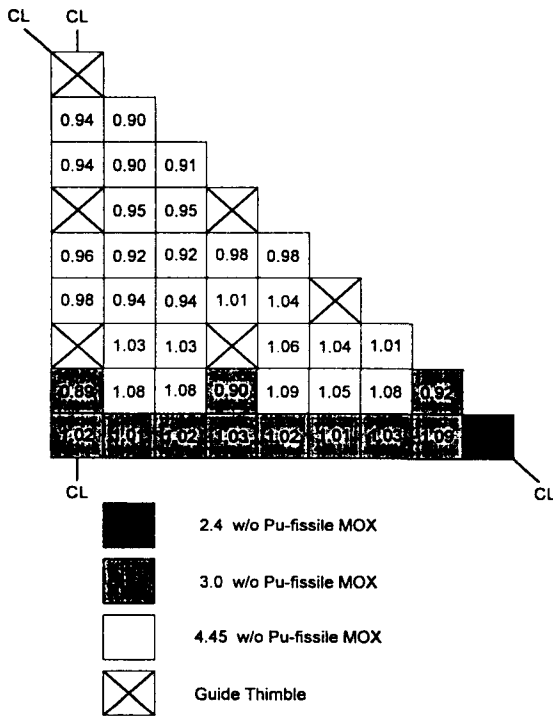 CL CL
0.94 0.90
0.94 0.90 0.91
0.95 0.95
0.96 0.92 0.92 0.98 0.98
0.98 0.94 0.94 1.01 1.04
1.03 1.03 1.06 1.04 1.01
0.89 1.08 1.08 0.90 1.09 1.05 1.08 0.92
1.02 1.01 1.02 1.03 1.02 1.01 1.03 1.09
CL CL
2.4 w/o Pu-fissile MOX
3.0 w/o Pu-fissile MOX
4.45 w/o Pu-fissile MOX
Guide Thimble